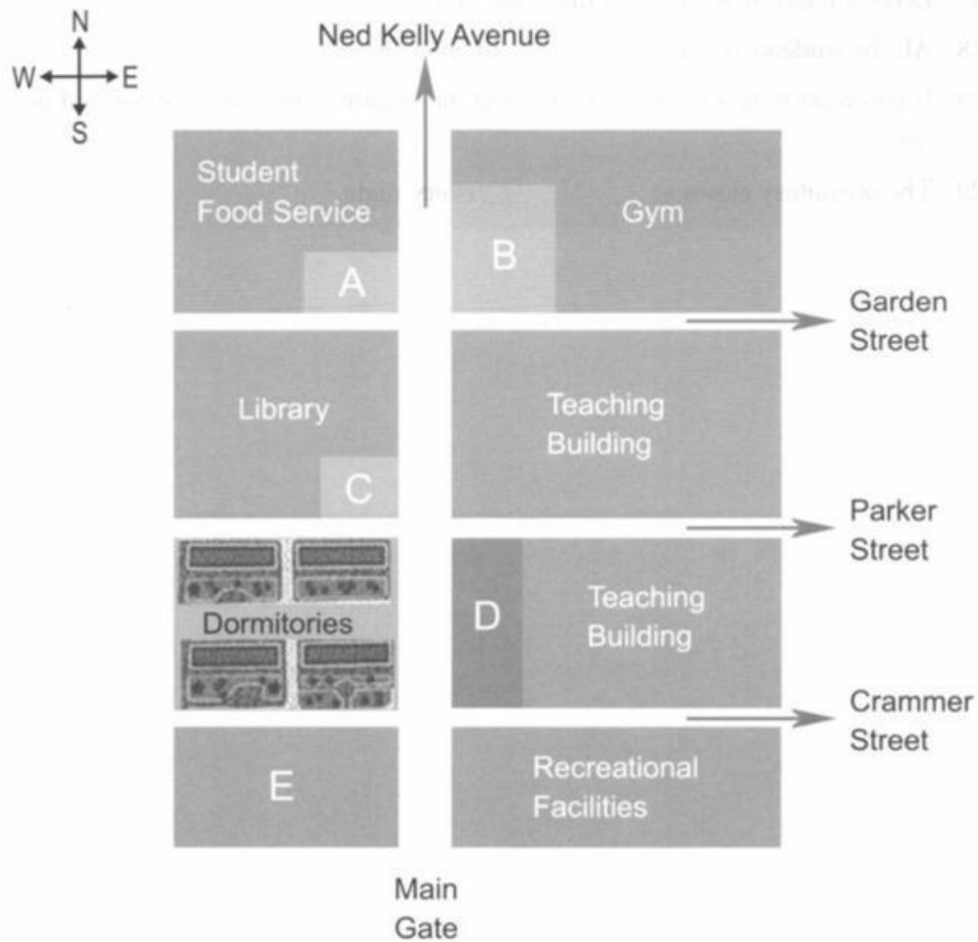 Ned Kelly Avenue
N
W E
S
Student
Food Service
A
B
Gym
Garden
Street
Library
C
Teaching
Building
Parker
Street
Dormitories
D
Teaching
Building
Crammer
Street
E
Recreational
Facilities
Main
Gate